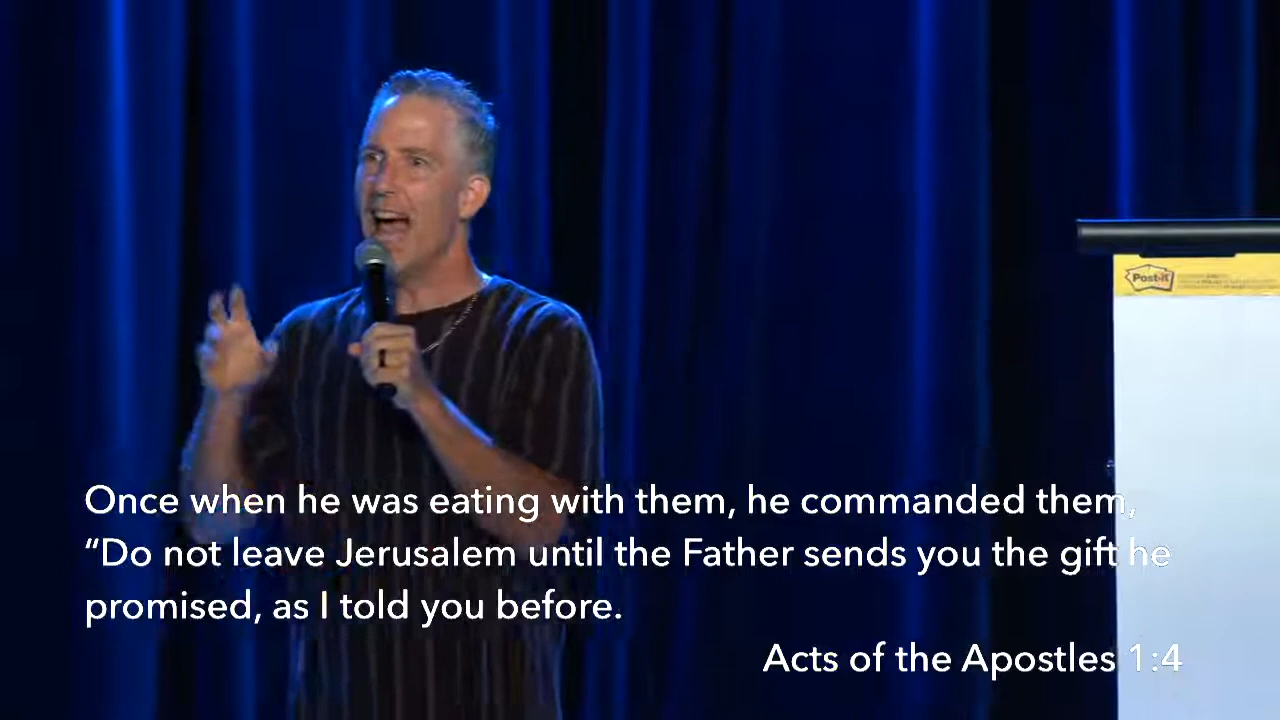 Post-it
Once when he was eating with them, he commanded them,
“Do not leave Jerusalem until the Father sends you the gift he
promised, as I told you before.
Acts of the Apostles 1:4